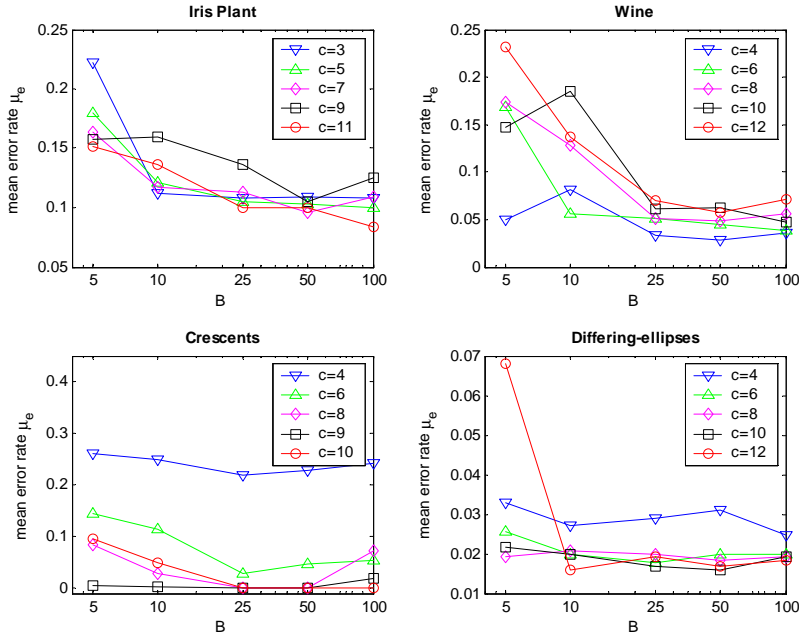 Iris Plant
mean error rate μe
0.25
0.2
0.15
0.1
0.05
5 10 25 50 100
B
c=3
c=5
c=7
c=9
c=11
Wine
mean error rate μe
0.25
0.2
0.15
0.1
0.05
0
5 10 25 50 100
B
c=4
c=6
c=8
c=10
c=12
Crescents
mean error rate μe
0.4
0.3
0.2
0.1
0
5 10 25 50 100
B
c=4
c=6
c=8
c=9
c=10
Differing-ellipses
mean error rate μe
0.07
0.06
0.05
0.04
0.03
0.02
0.01
5 10 25 50 100
B
c=4
c=6
c=8
c=10
c=12